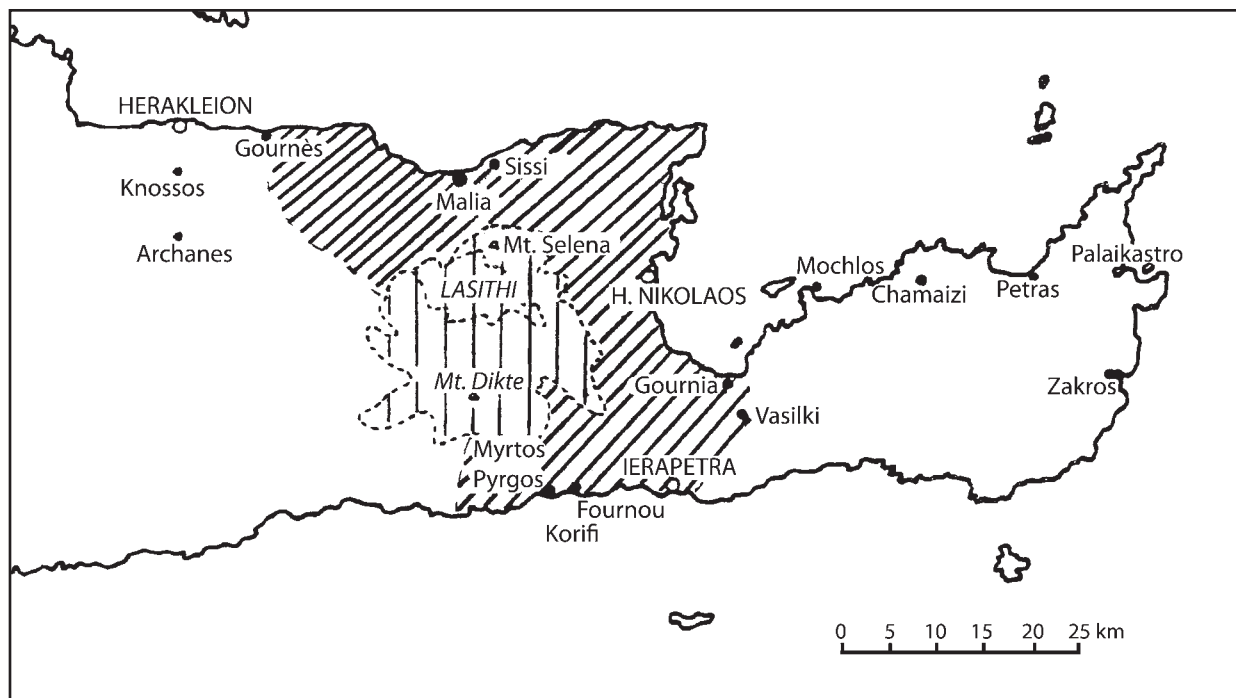 HERAKLEION
Gournès
Sissi
Knossos
Malia
Archanes
Mt. Selena
LASITHI
H. NIKOLAOS
Mochlos
Chamaizi
Petras
Palaikastro
Mt. Dikte
Gournia
Zakros
Vasilki
Myrtos
Pyrgos
IERAPETRA
Fournou
Korifi
0 5 10 15 20 25 km